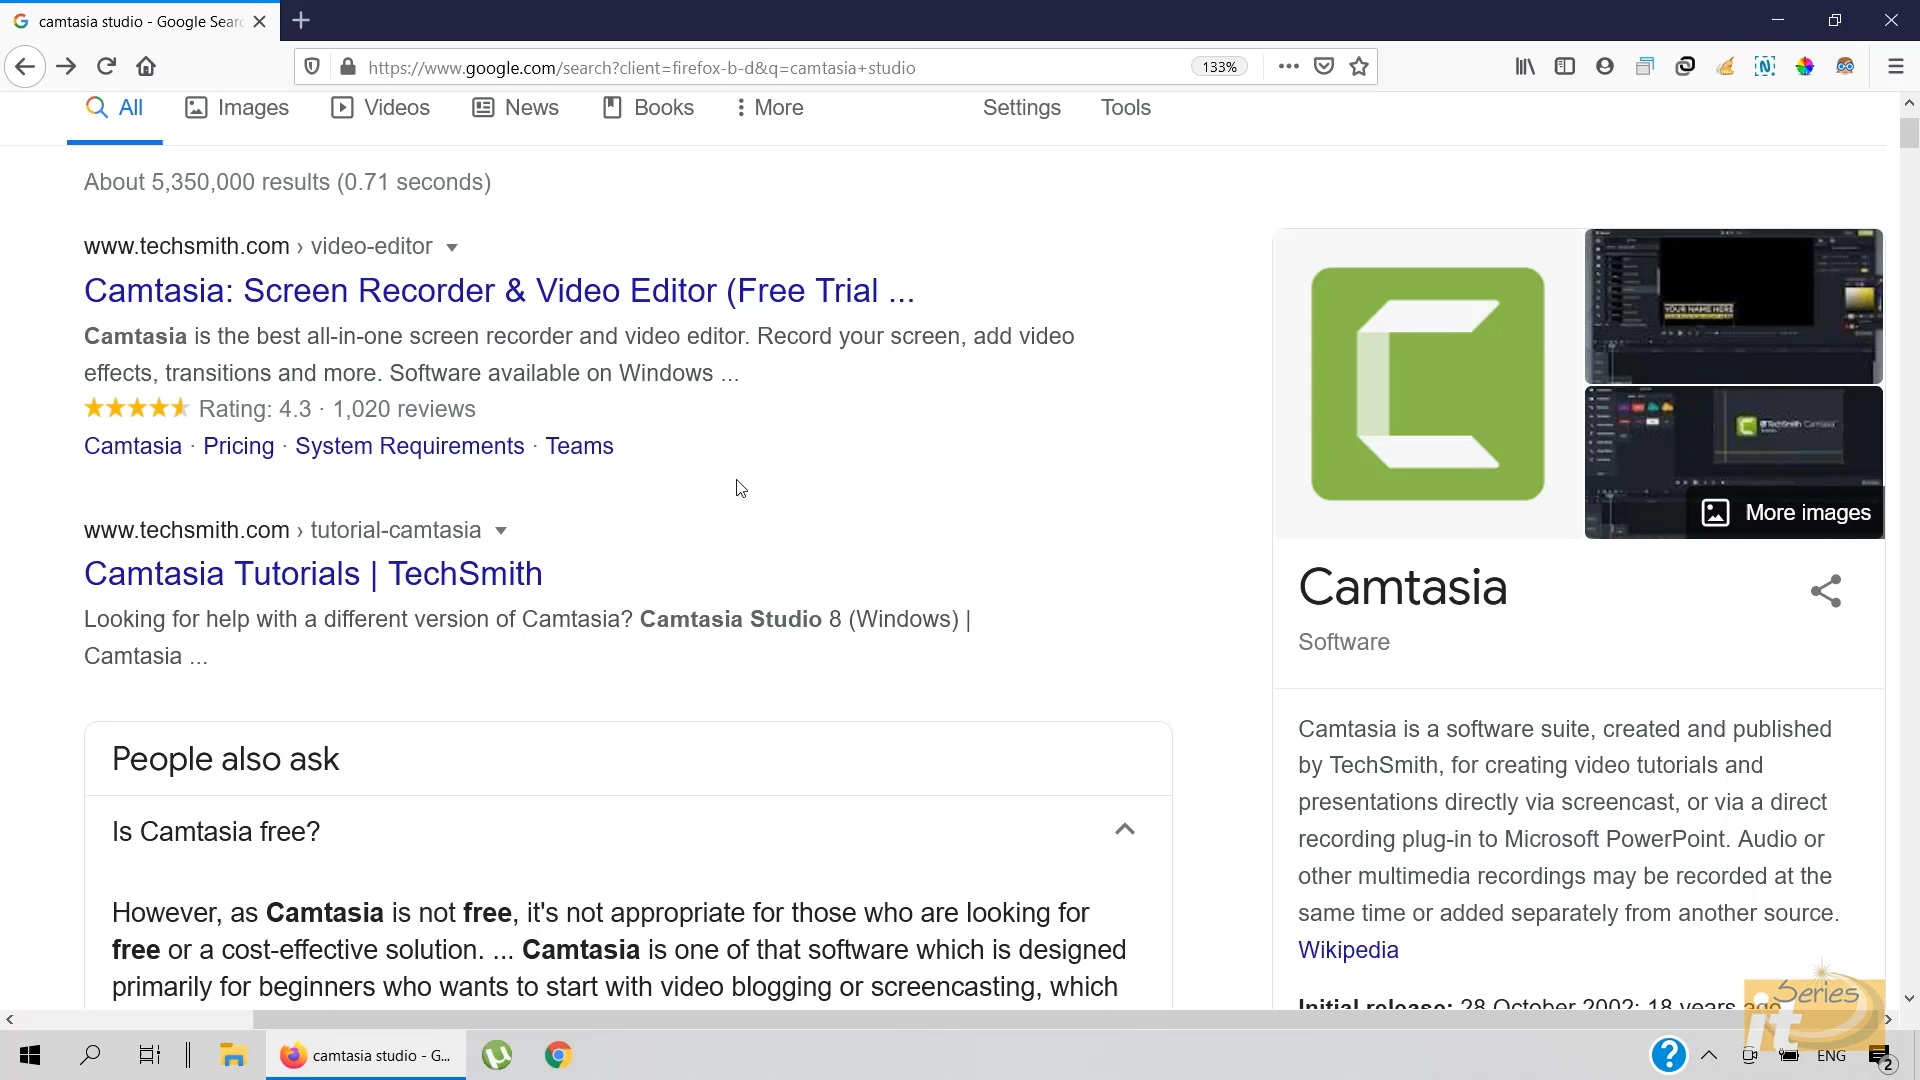 camtasia studio - Google Sear
https://www.google.com/search?client=firefox-b-d&q=camtasia+studio
133%
All
Images
Videos
News
Books
More
Settings
Tools
About 5,350,000 results (0.71 seconds)
www.techsmith.com › video-editor
Camtasia: Screen Recorder & Video Editor (Free Trial ...
Camtasia is the best all-in-one screen recorder and video editor. Record your screen, add video
effects, transitions and more. Software available on Windows ...
Rating: 4.3 · 1,020 reviews
Camtasia · Pricing · System Requirements · Teams
www.techsmith.com › tutorial-camtasia
Camtasia Tutorials | TechSmith
Looking for help with a different version of Camtasia? Camtasia Studio 8 (Windows) |
Camtasia ...
People also ask
Is Camtasia free?
However, as Camtasia is not free, it's not appropriate for those who are looking for
free or a cost-effective solution. ... Camtasia is one of that software which is designed
primarily for beginners who wants to start with video blogging or screencasting, which
YOUR NAME HERE
TechSmith Camtasia
More images
Camtasia
Software
Camtasia is a software suite, created and published
by TechSmith, for creating video tutorials and
presentations directly via screencast, or via a direct
recording plug-in to Microsoft PowerPoint. Audio or
other multimedia recordings may be recorded at the
same time or added separately from another source.
Wikipedia
Initial release: 28 October 2002; 18 years ago
it Series
camtasia studio - G...
ENG
2